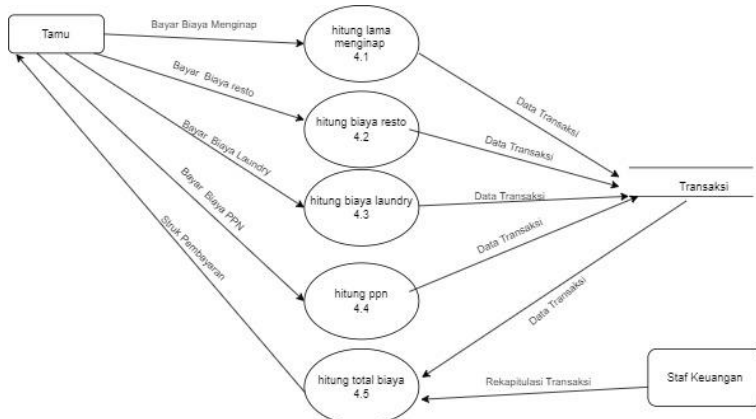 Tamu
Bayar Biaya Menginap
hitung lama
menginap
4.1
Bayar Biaya resto
hitung biaya resto
4.2
Bayar Biaya Laundry
hitung biaya laundry
4.3
Bayar Biaya PPN
hitung ppn
4.4
Struk Pembayaran
hitung total biaya
4.5
Data Transaksi
Data Transaksi
Data Transaksi
Data Transaksi
Data Transaksi
Transaksi
Rekapitulasi Transaksi
Staf Keuangan